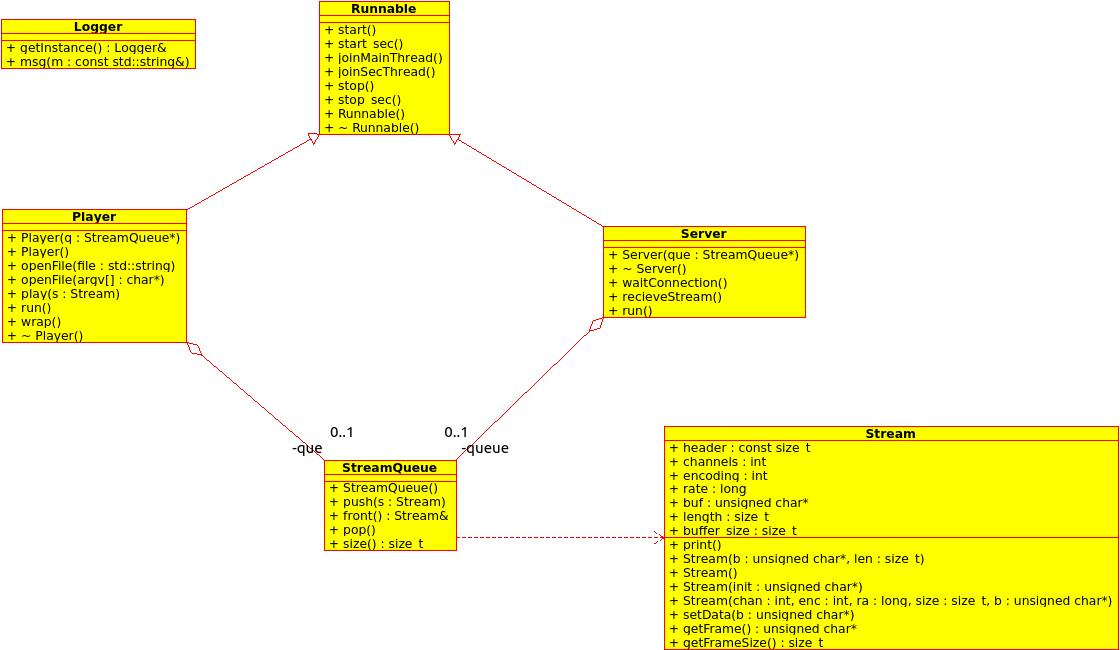 Logger
+ getInstance() : Logger&
+ msg(m : const std::string&)
Runnable
+ start()
+ start_sec()
+ joinMainThread()
+ joinSecThread()
+ stop()
+ stop_sec()
+ Runnable()
+ ~ Runnable()
Player
+ Player(q : StreamQueue*)
+ Player()
+ openFile(file : std::string)
+ openFile(argv[] : char*)
+ play(s : Stream)
+ run()
+ wrap()
+ ~ Player()
Server
+ Server(que : StreamQueue*)
+ ~ Server()
+ waitConnection()
+ recieveStream()
+ run()
0..1
-que
0..1
-queue
StreamQueue
+ StreamQueue()
+ push(s : Stream)
+ front() : Stream&
+ pop()
+ size() : size_t
Stream
+ header : const size_t
+ channels : int
+ encoding : int
+ rate : long
+ buf : unsigned char*
+ length : size_t
+ buffer_size : size_t
+ print()
+ Stream(b : unsigned char*, len : size_t)
+ Stream()
+ Stream(init : unsigned char*)
+ Stream(chan : int, enc : int, ra : long, size : size_t, b : unsigned char*)
+ setData(b : unsigned char*)
+ getFrame() : unsigned char*
+ getFrameSize() : size_t